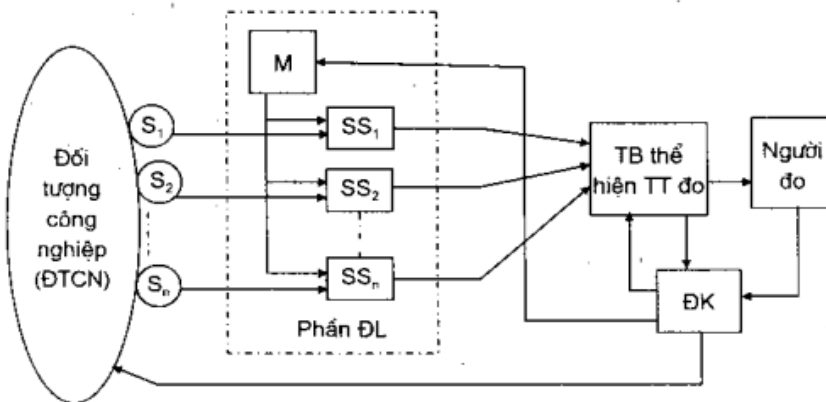 Đối
tượng
công
nghiệp
(ĐTCN)
S₁
S₂
Sₙ
M
SS₁
SS₂
SSₙ
Phần ĐL
TB thể
hiện TT đo
Người
đo
ĐK